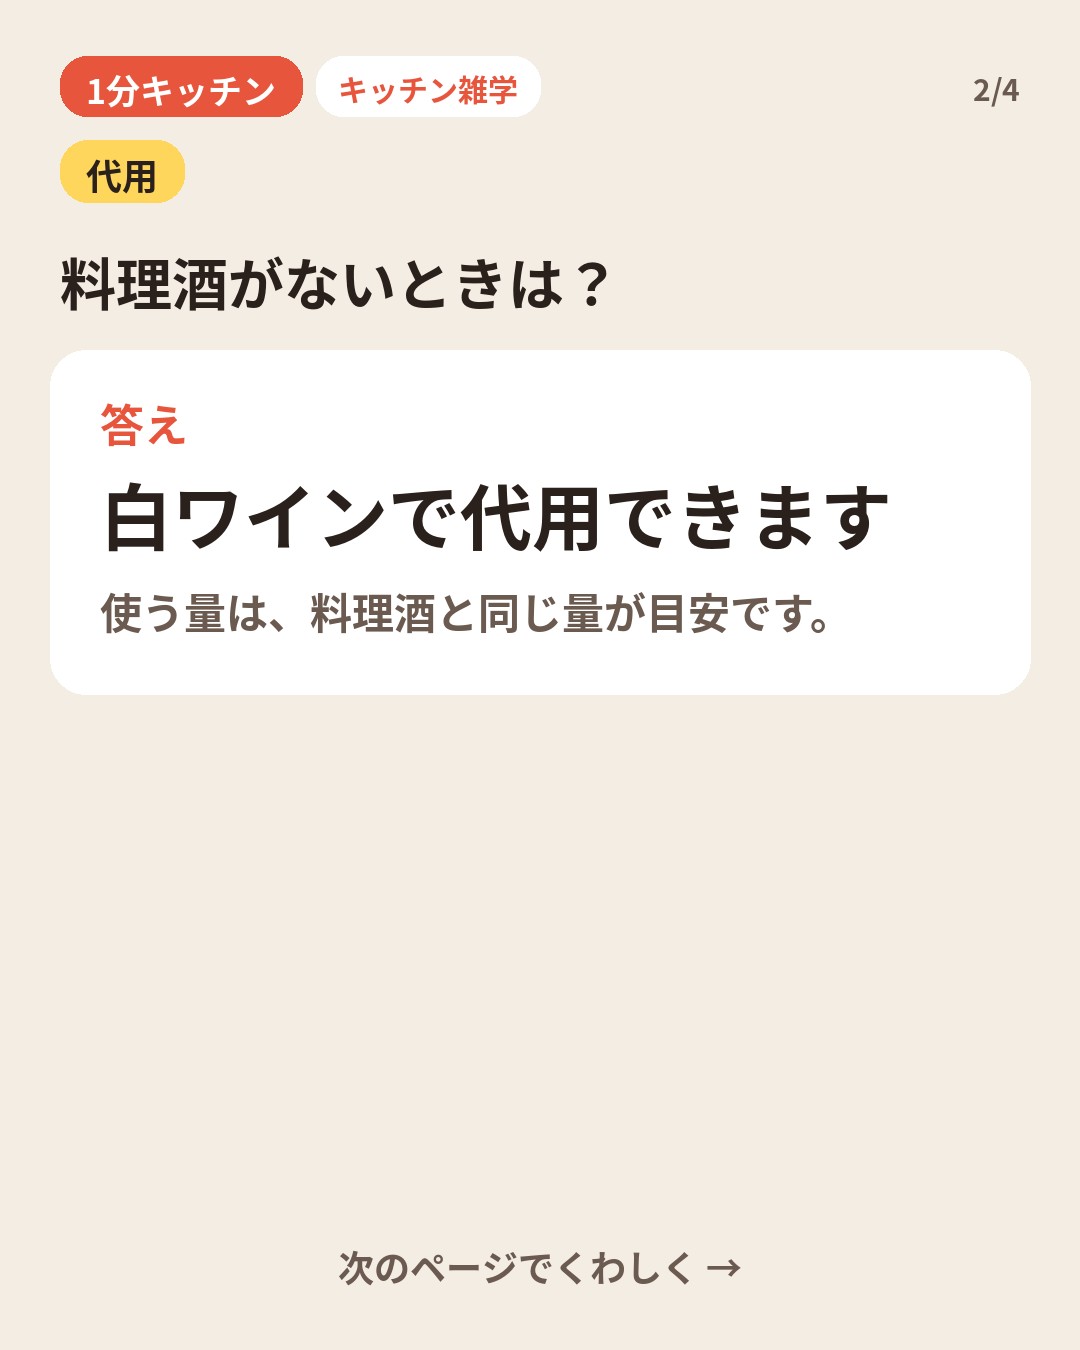 1分キッチン キッチン雑学 2/4
代用
料理酒がないときは？
答え
白ワインで代用できます
使う量は、料理酒と同じ量が目安です。
次のページでくわしく →